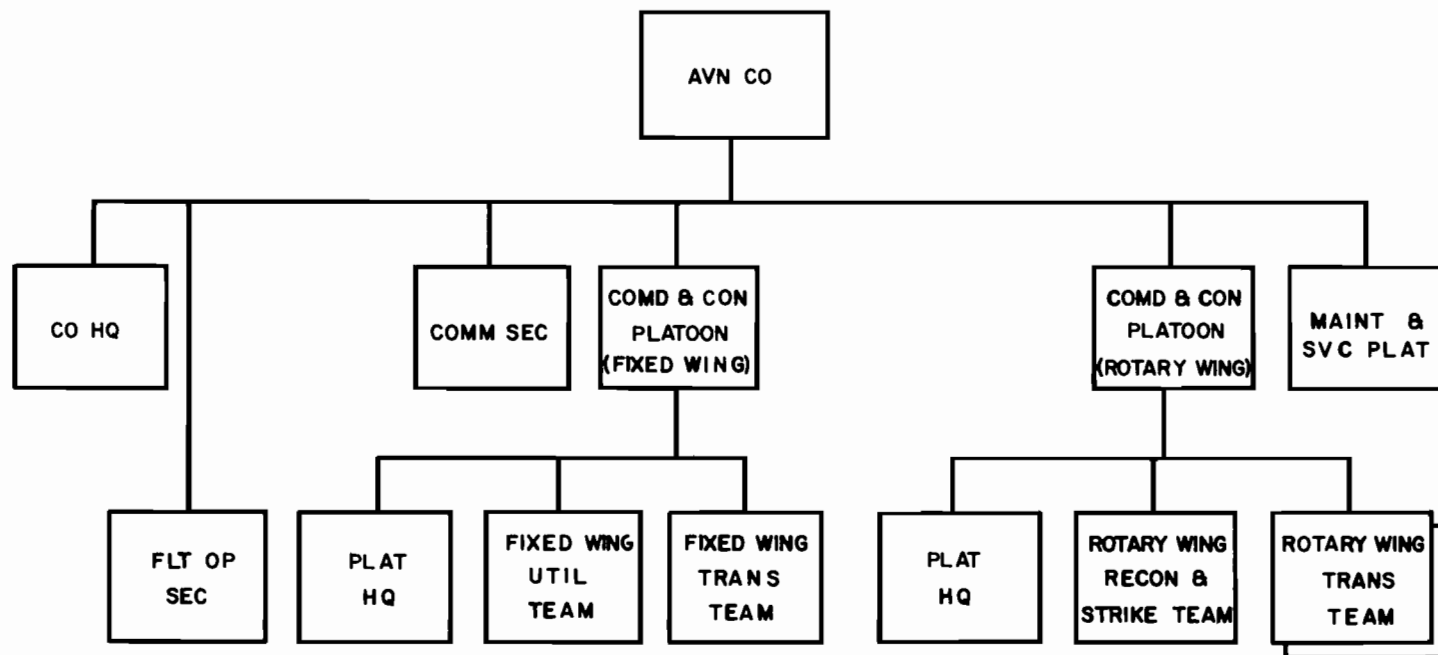 AVN CO
CO HQ
COMM SEC
COMD & CON
PLATOON
(FIXED WING)
COMD & CON
PLATOON
(ROTARY WING)
MAINT &
SVC PLAT
FLT OP
SEC
PLAT
HQ
FIXED WING
UTIL
TEAM
FIXED WING
TRANS
TEAM
PLAT
HQ
ROTARY WING
RECON &
STRIKE TEAM
ROTARY WING
TRANS
TEAM